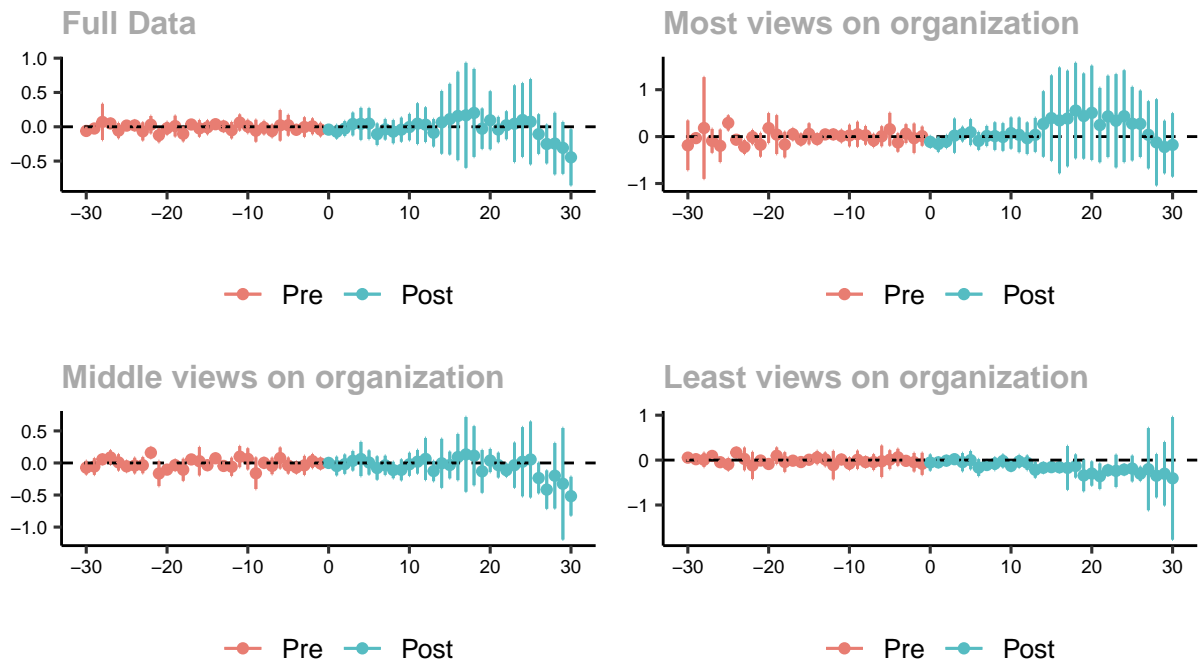 Full Data
1.0
0.5
0.0
−0.5
−30 −20 −10 0 10 20 30
Pre Post
Most views on organization
1
0
−1
−30 −20 −10 0 10 20 30
Pre Post
Middle views on organization
0.5
0.0
−0.5
−1.0
−30 −20 −10 0 10 20 30
Pre Post
Least views on organization
1
0
−1
−30 −20 −10 0 10 20 30
Pre Post